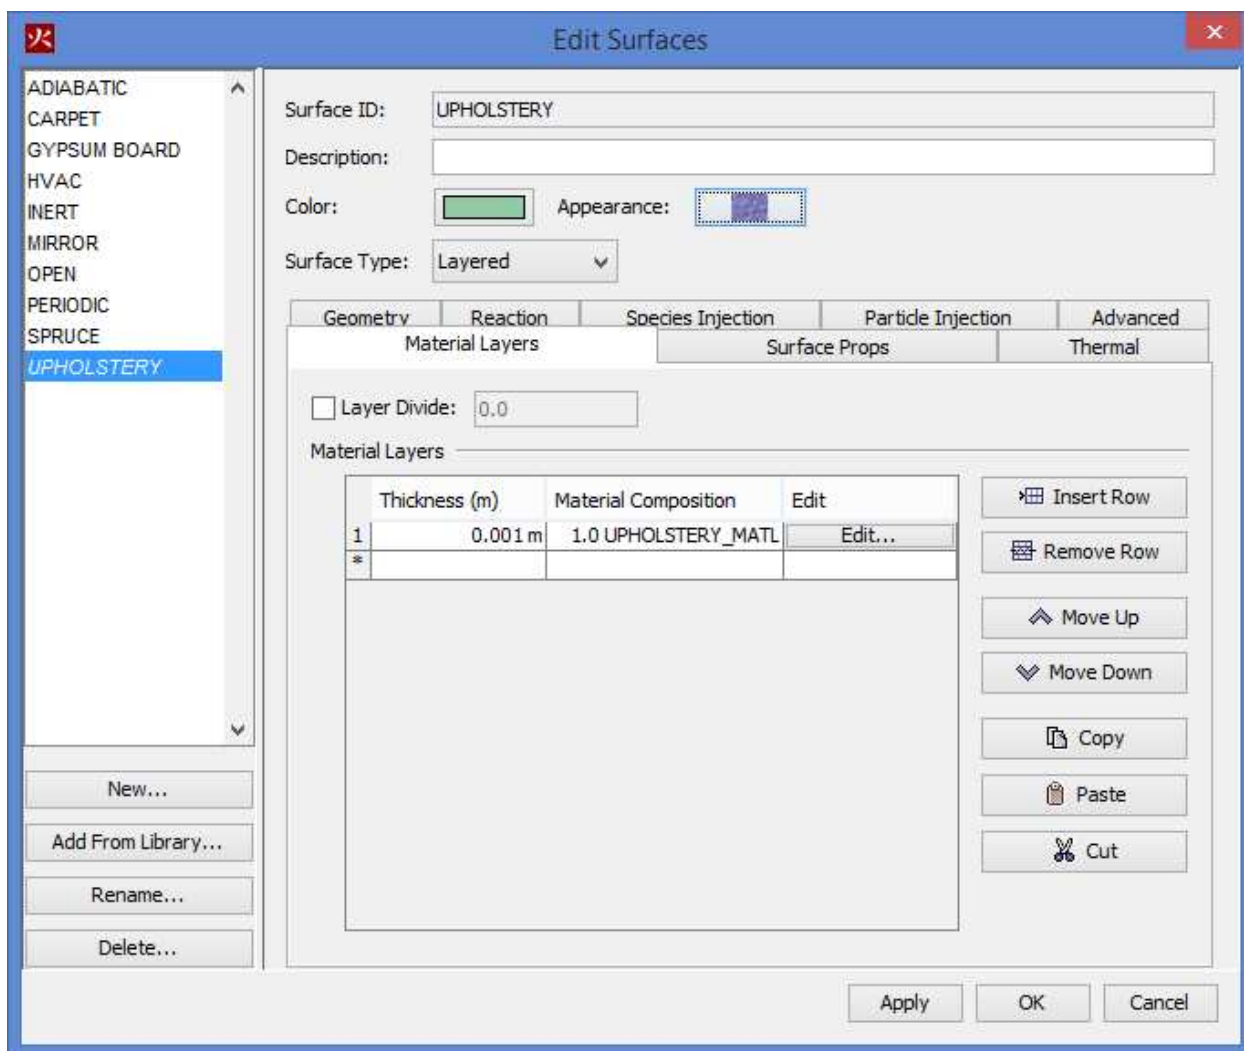 火
Edit Surfaces
ADIABATIC
CARPET
GYPSUM BOARD
HVAC
INERT
MIRROR
OPEN
PERIODIC
SPRUCE
UPHOLSTERY
New...
Add From Library...
Rename...
Delete...
Surface ID: UPHOLSTERY
Description:
Color: Appearance:
Surface Type: Layered
Geometry Reaction Species Injection Particle Injection Advanced
Material Layers Surface Props Thermal
Layer Divide: 0.0
Material Layers
Thickness (m) Material Composition Edit
1 0.001 m 1.0 UPHOLSTERY_MATL Edit...
*
Insert Row
Remove Row
Move Up
Move Down
Copy
Paste
Cut
Apply OK Cancel